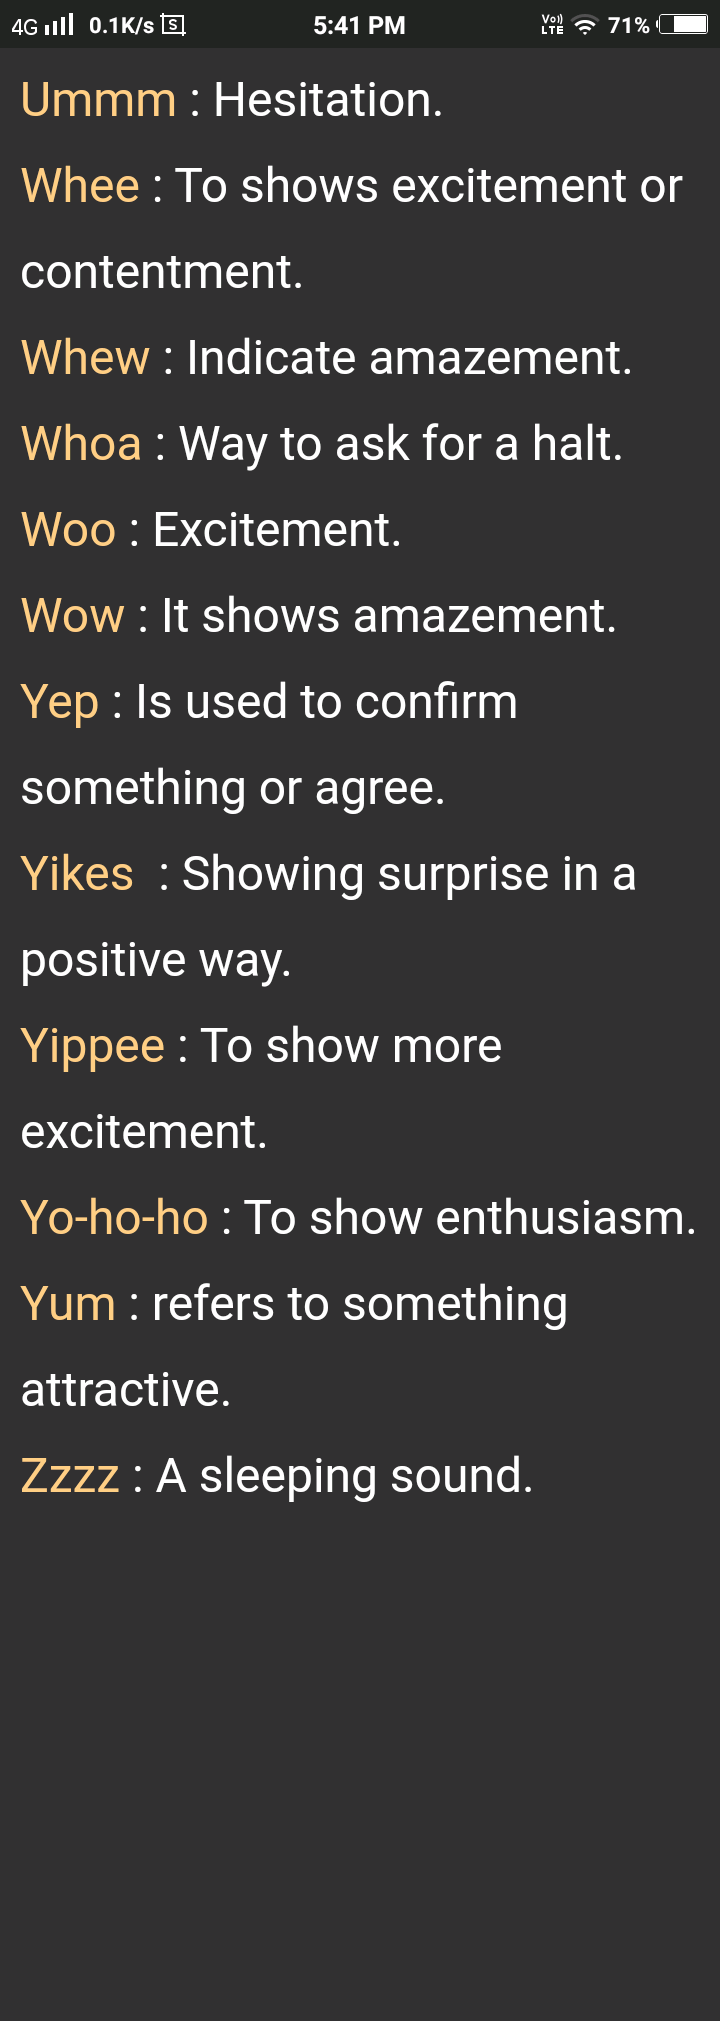 4G 0.1K/s S 5:41 PM Vo)) LTE 71%
Ummm : Hesitation.
Whee : To shows excitement or
contentment.
Whew : Indicate amazement.
Whoa : Way to ask for a halt.
Woo : Excitement.
Wow : It shows amazement.
Yep : Is used to confirm
something or agree.
Yikes  : Showing surprise in a
positive way.
Yippee : To show more
excitement.
Yo-ho-ho : To show enthusiasm.
Yum : refers to something
attractive.
Zzzz : A sleeping sound.